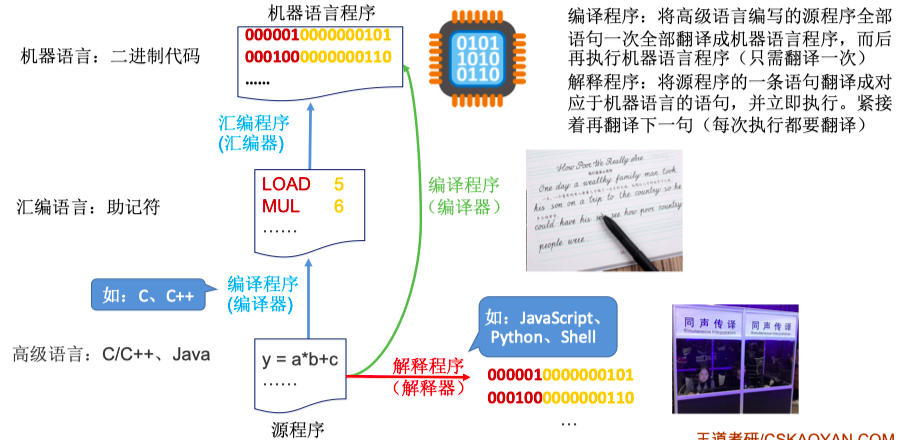 机器语言程序
机器语言：二进制代码
0000010000000101
0001000000000110
……
0101
1010
0110
编译程序：将高级语言编写的源程序全部
语句一次全部翻译成机器语言程序，而后
再执行机器语言程序（只需翻译一次）
解释程序：将源程序的一条语句翻译成对
应于机器语言的语句，并立即执行。紧接
着再翻译下一句（每次执行都要翻译）
汇编程序
(汇编器)
汇编语言：助记符
LOAD 5
MUL 6
……
编译程序
（编译器）
How Poor We Really Are
One day a wealthy family man took
his son on a trip to the country so he
could have his son see how poor country
people were...
如：C、C++
编译程序
(编译器)
高级语言：C/C++、Java
y = a*b+c
……
源程序
解释程序
（解释器）
如：JavaScript、
Python、Shell
0000010000000101
0001000000000110
…
同声传译
Simultaneous Interpretation
同声传译
王道考研/CSKAOYAN.COM